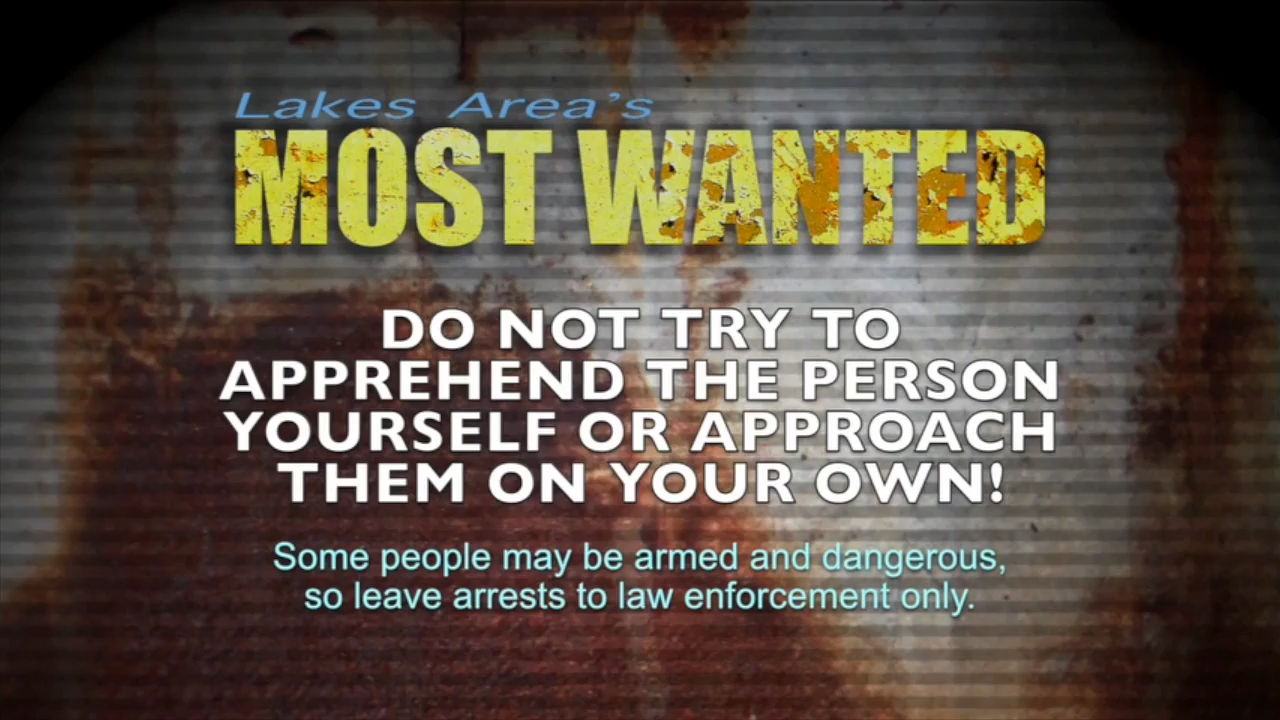 Lakes Area's
MOST WANTED
DO NOT TRY TO
APPREHEND THE PERSON
YOURSELF OR APPROACH
THEM ON YOUR OWN!
Some people may be armed and dangerous,
so leave arrests to law enforcement only.